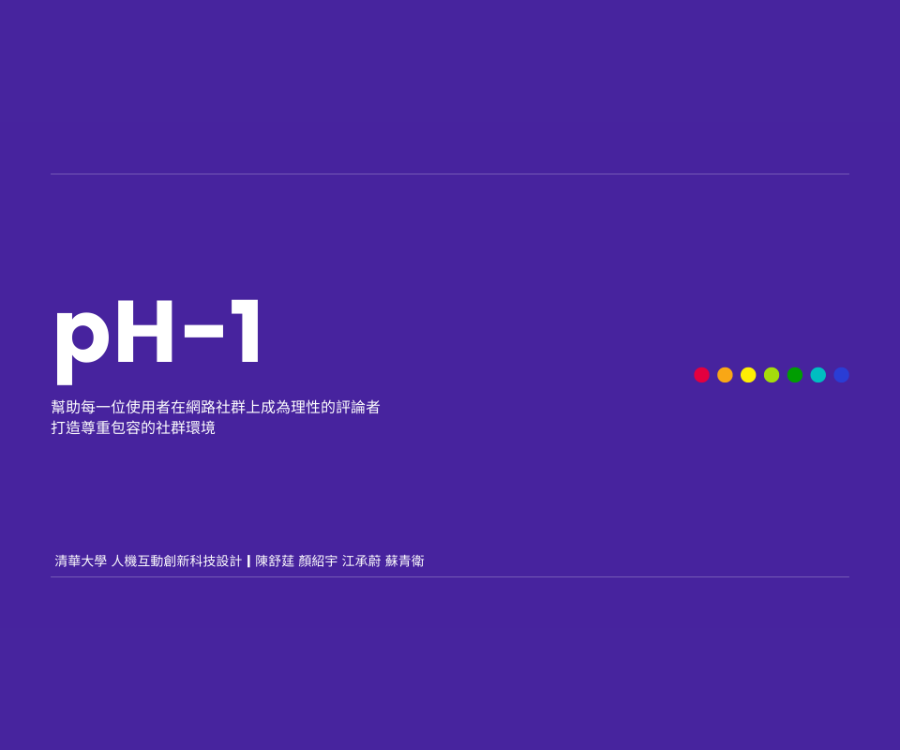 pH-1
幫助每一位使用者在網路社群上成為理性的評論者
打造尊重包容的社群環境
清華大學 人機互動創新科技設計 | 陳舒莛 顏紹宇 江承蔚 蘇青衛